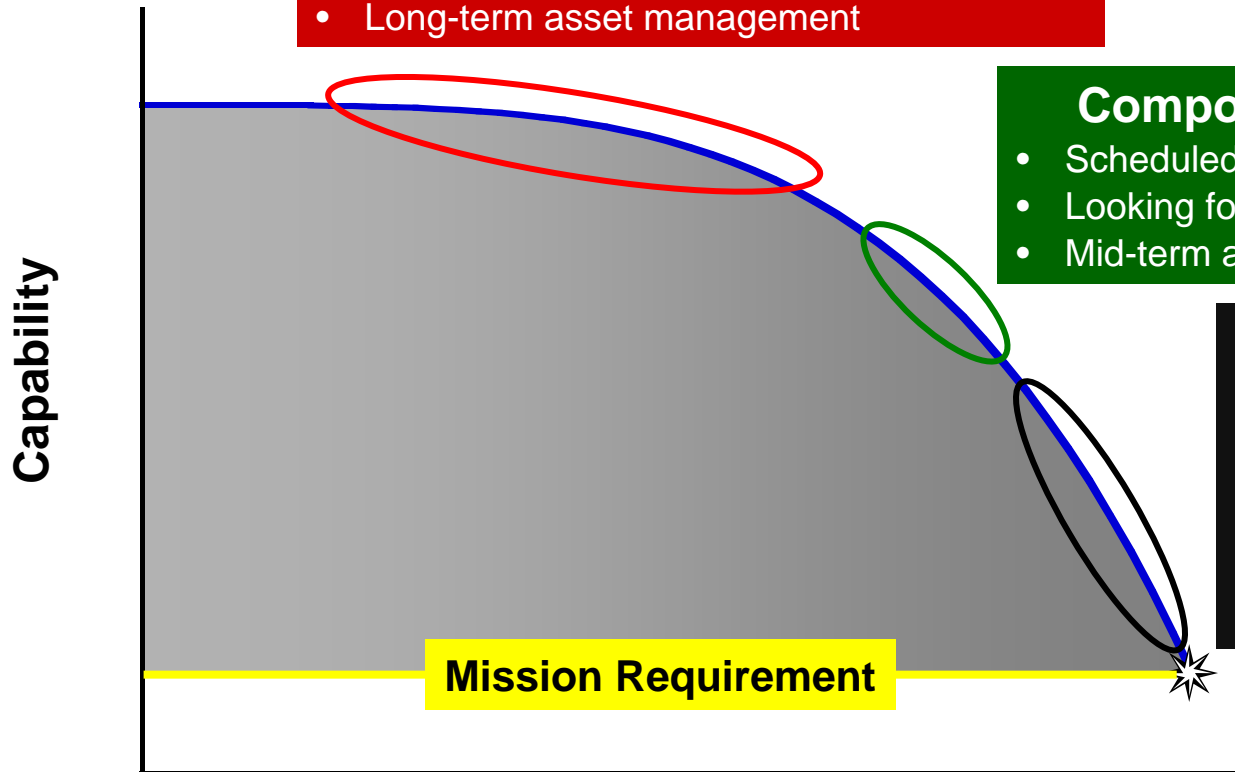 • Long-term asset management
Compo
• Scheduled
• Looking fo
• Mid-term a
Capability
Mission Requirement